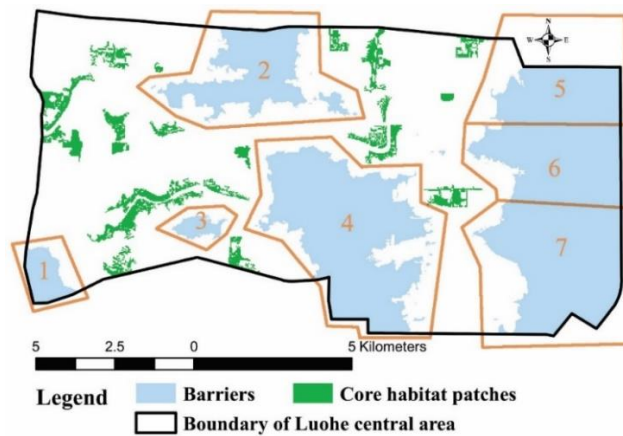 N
W E
S
2
5
6
3
4
7
1
5 2.5 0 5 Kilometers
Legend Barriers Core habitat patches
Boundary of Luohe central area